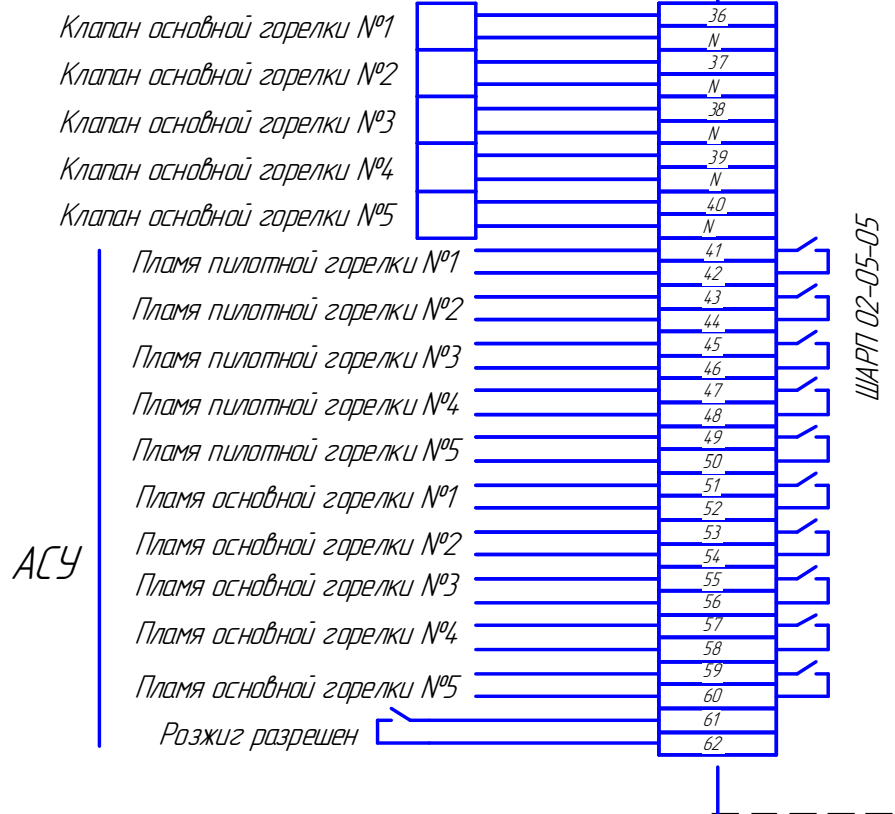 Клапан основной горелки №1
36
N
Клапан основной горелки №2
37
N
Клапан основной горелки №3
38
N
Клапан основной горелки №4
39
N
Клапан основной горелки №5
40
N
Пламя пилотной горелки №1
41
42
Пламя пилотной горелки №2
43
44
Пламя пилотной горелки №3
45
46
Пламя пилотной горелки №4
47
48
Пламя пилотной горелки №5
49
50
Пламя основной горелки №1
51
52
Пламя основной горелки №2
53
54
Пламя основной горелки №3
55
56
Пламя основной горелки №4
57
58
Пламя основной горелки №5
59
60
Розжиг разрешен
61
62
АСУ
ШАРП 02-05-05